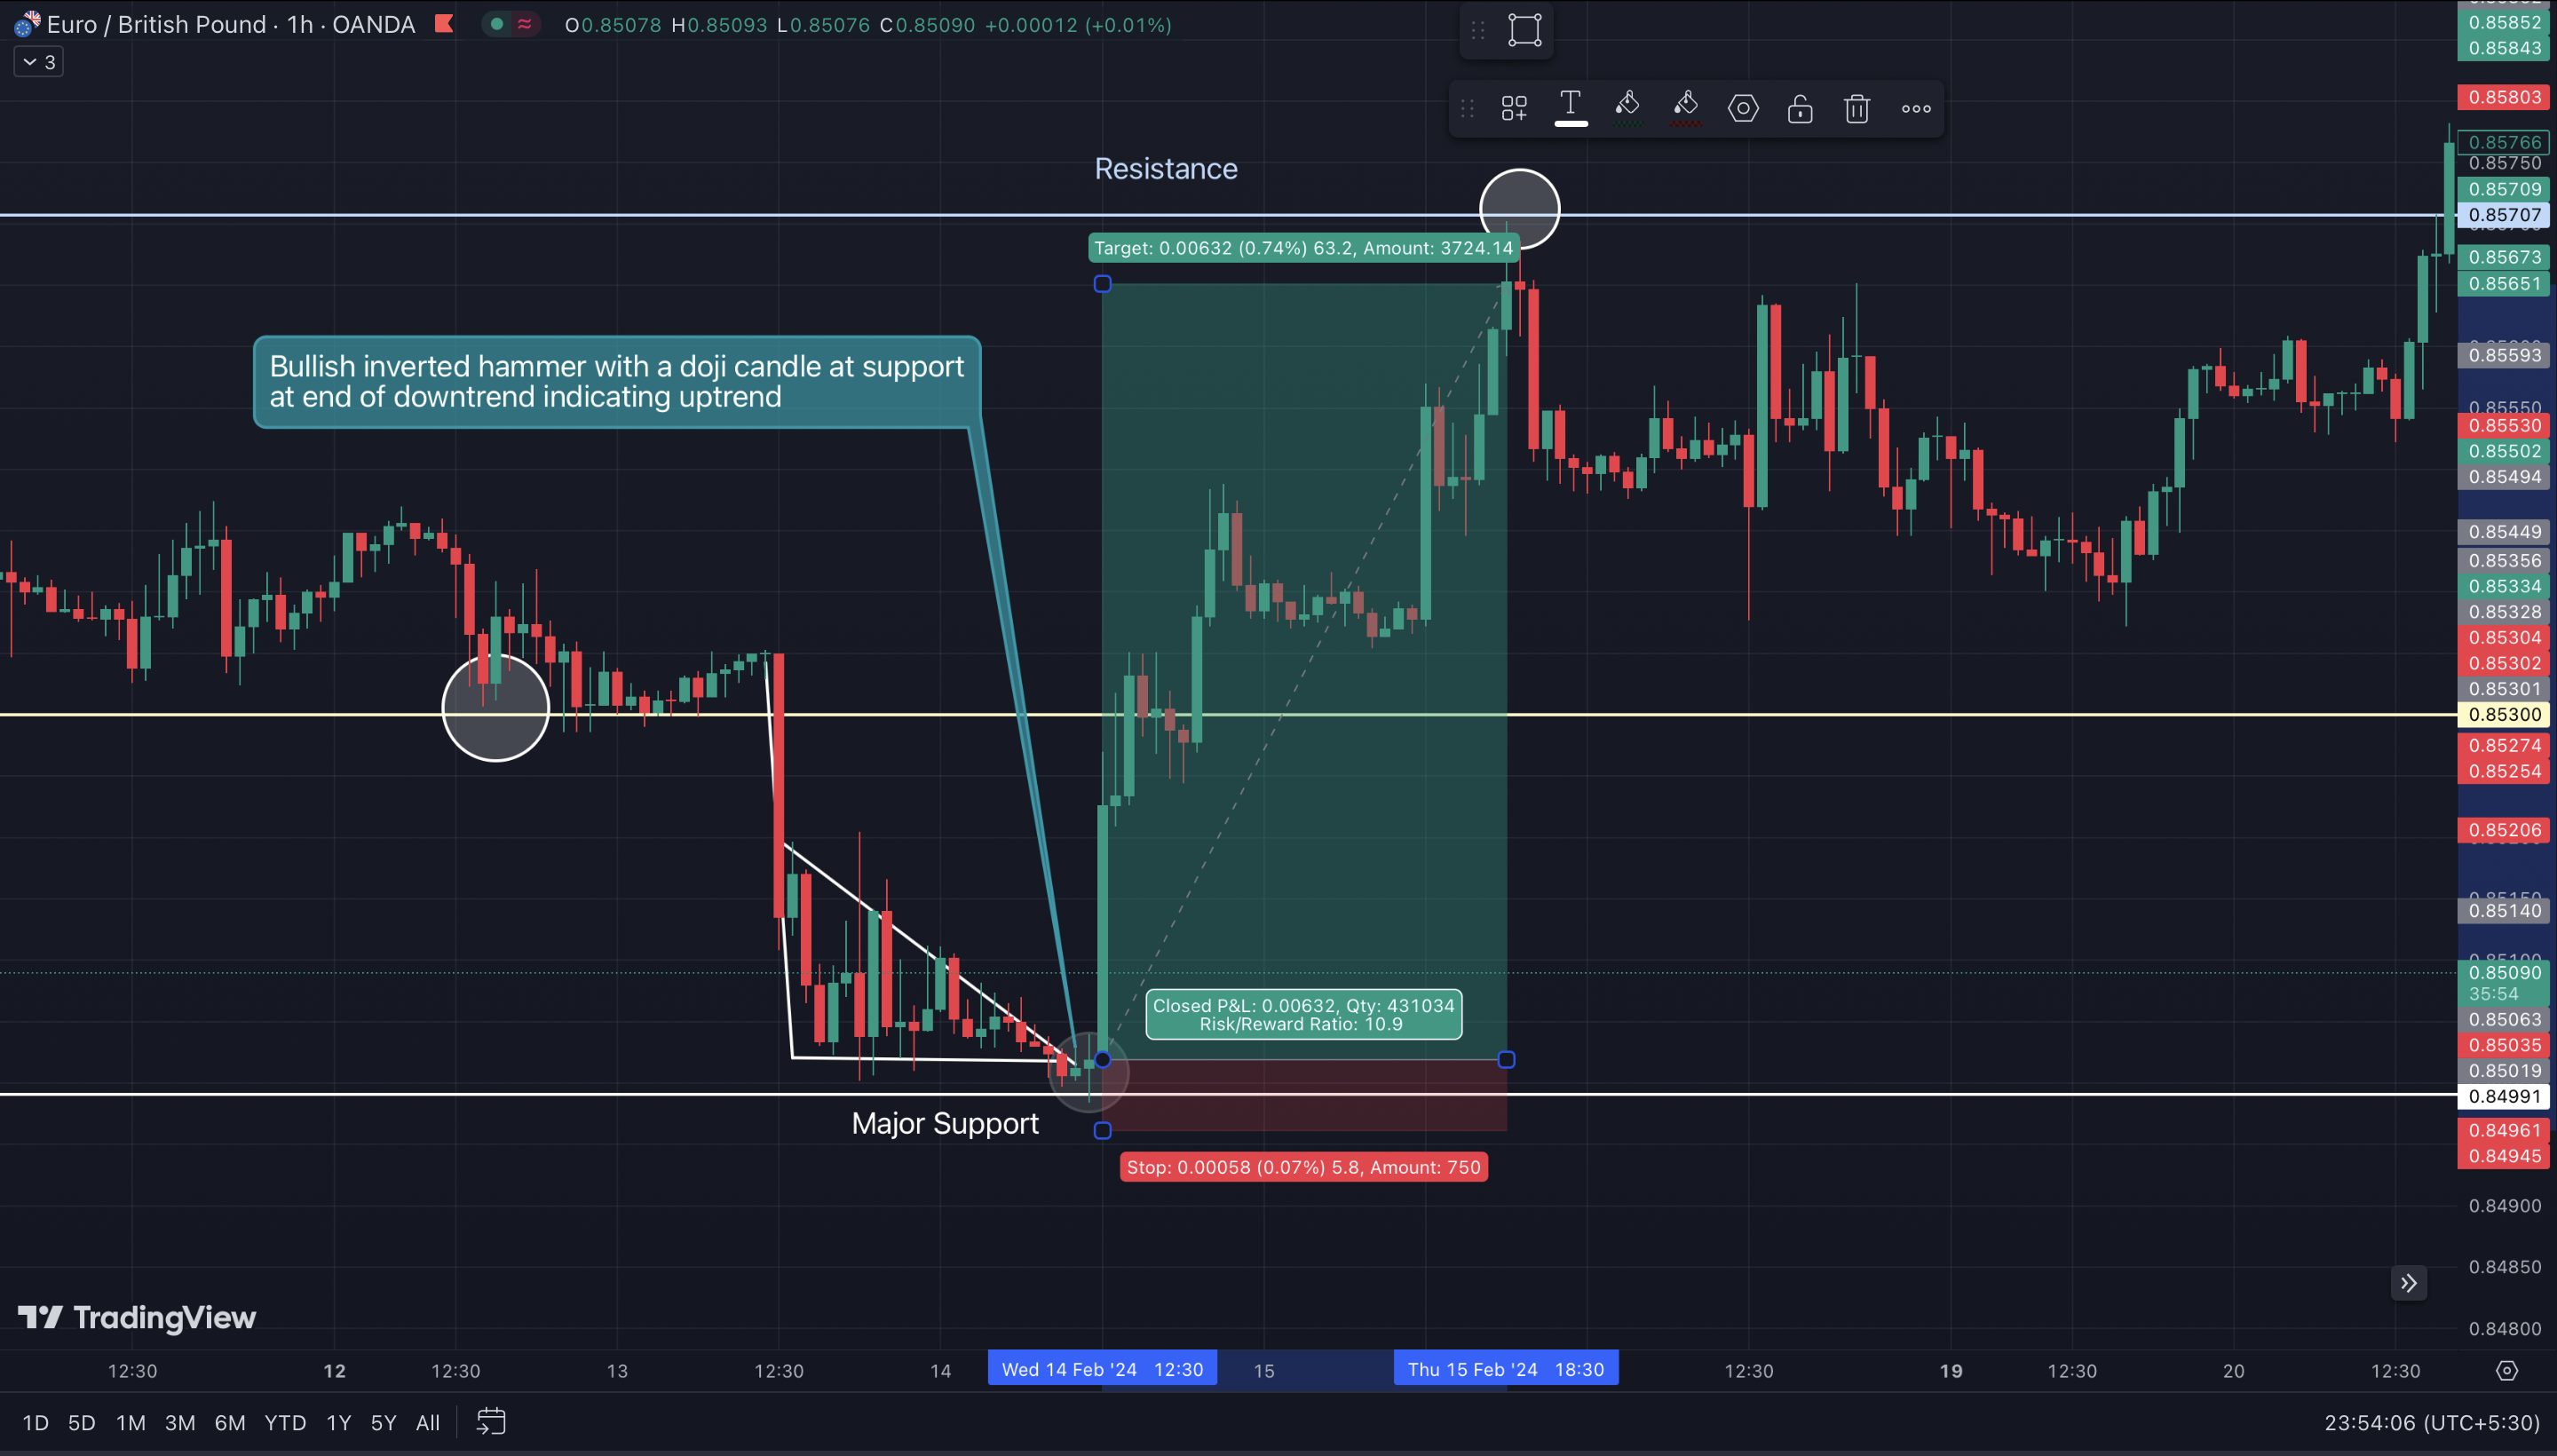 Euro / British Pound · 1h · OANDA
O0.85078 H0.85093 L0.85076 C0.85090 +0.00012 (+0.01%)
3
Resistance
Target: 0.00632 (0.74%) 63.2, Amount: 3724.14
Bullish inverted hammer with a doji candle at support
at end of downtrend indicating uptrend
Closed P&L: 0.00632, Qty: 431034
Risk/Reward Ratio: 10.9
Major Support
Stop: 0.00058 (0.07%) 5.8, Amount: 750
0.85852
0.85843
0.85803
0.85766
0.85750
0.85709
0.85707
0.85673
0.85651
0.85593
0.85550
0.85530
0.85502
0.85494
0.85449
0.85356
0.85334
0.85328
0.85304
0.85302
0.85301
0.85300
0.85274
0.85254
0.85206
0.85140
0.85090
35:54
0.85063
0.85035
0.85019
0.84991
0.84961
0.84945
0.84900
0.84850
0.84800
TradingView
12:30 12 12:30 13 12:30 14 Wed 14 Feb '24 12:30 15 Thu 15 Feb '24 18:30 12:30 19 12:30 20 12:30
1D 5D 1M 3M 6M YTD 1Y 5Y All
23:54:06 (UTC+5:30)